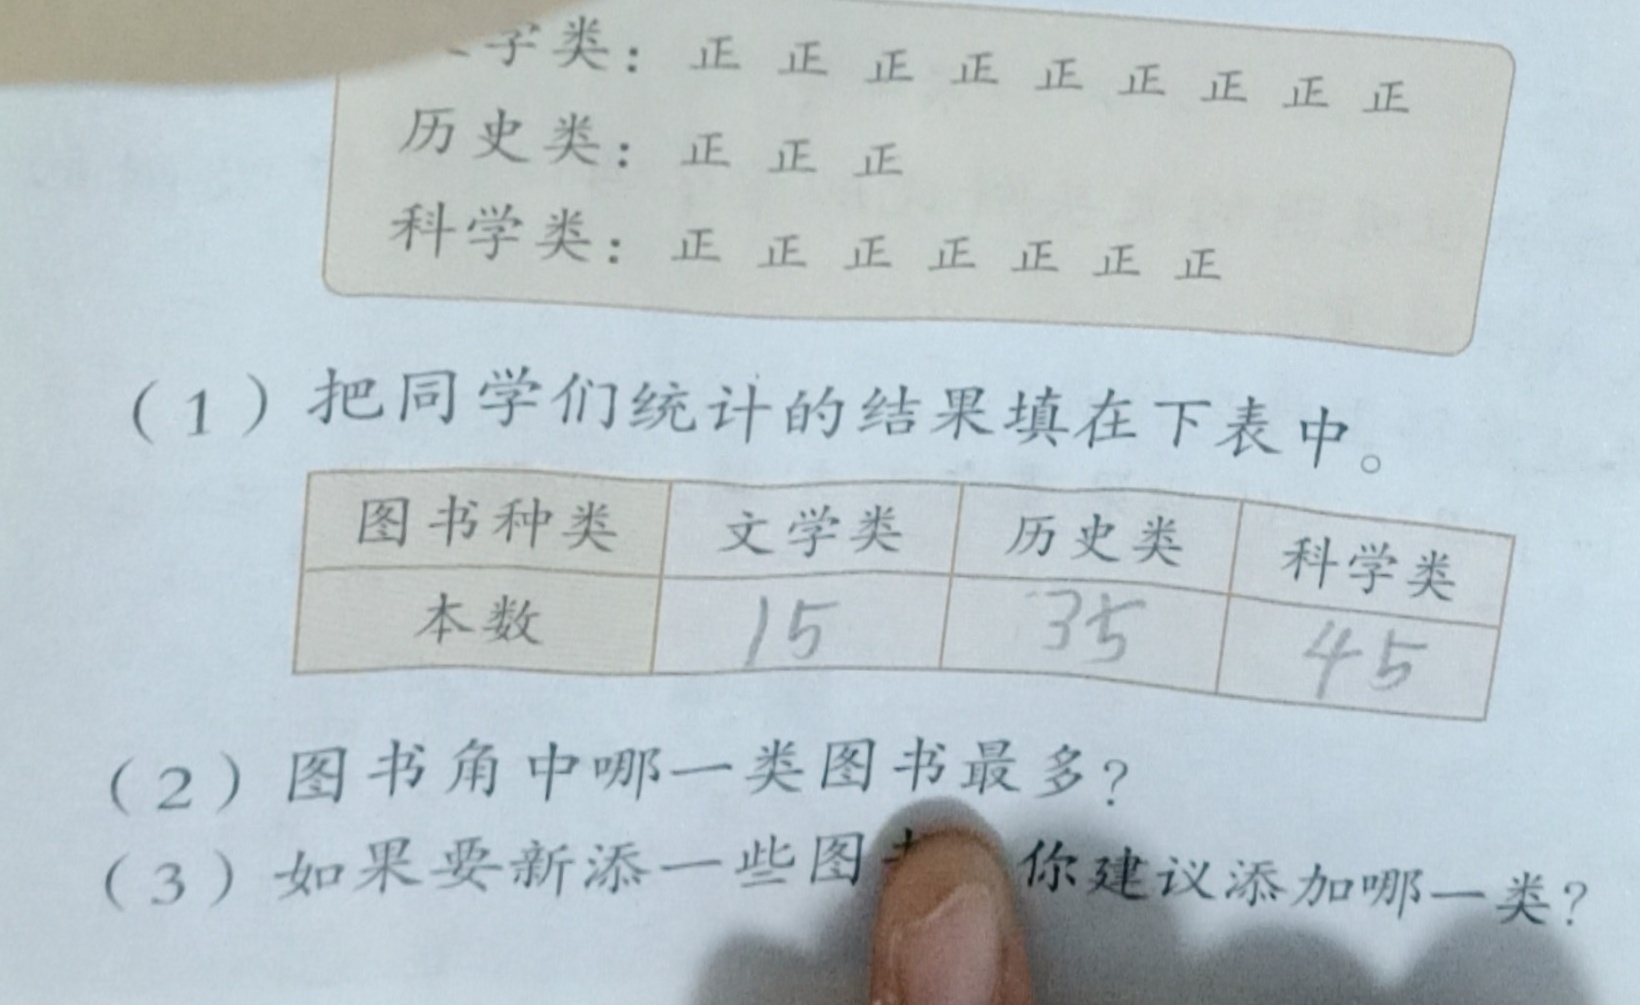 学类：正 正 正 正 正 正 正 正 正
历史类：正 正 正
科学类：正 正 正 正 正 正 正
（1）把同学们统计的结果填在下表中。
图书种类 文学类 历史类 科学类
本数 15 35 45
（2）图书角中哪一类图书最多？
（3）如果要新添一些图 你建议添加哪一类？